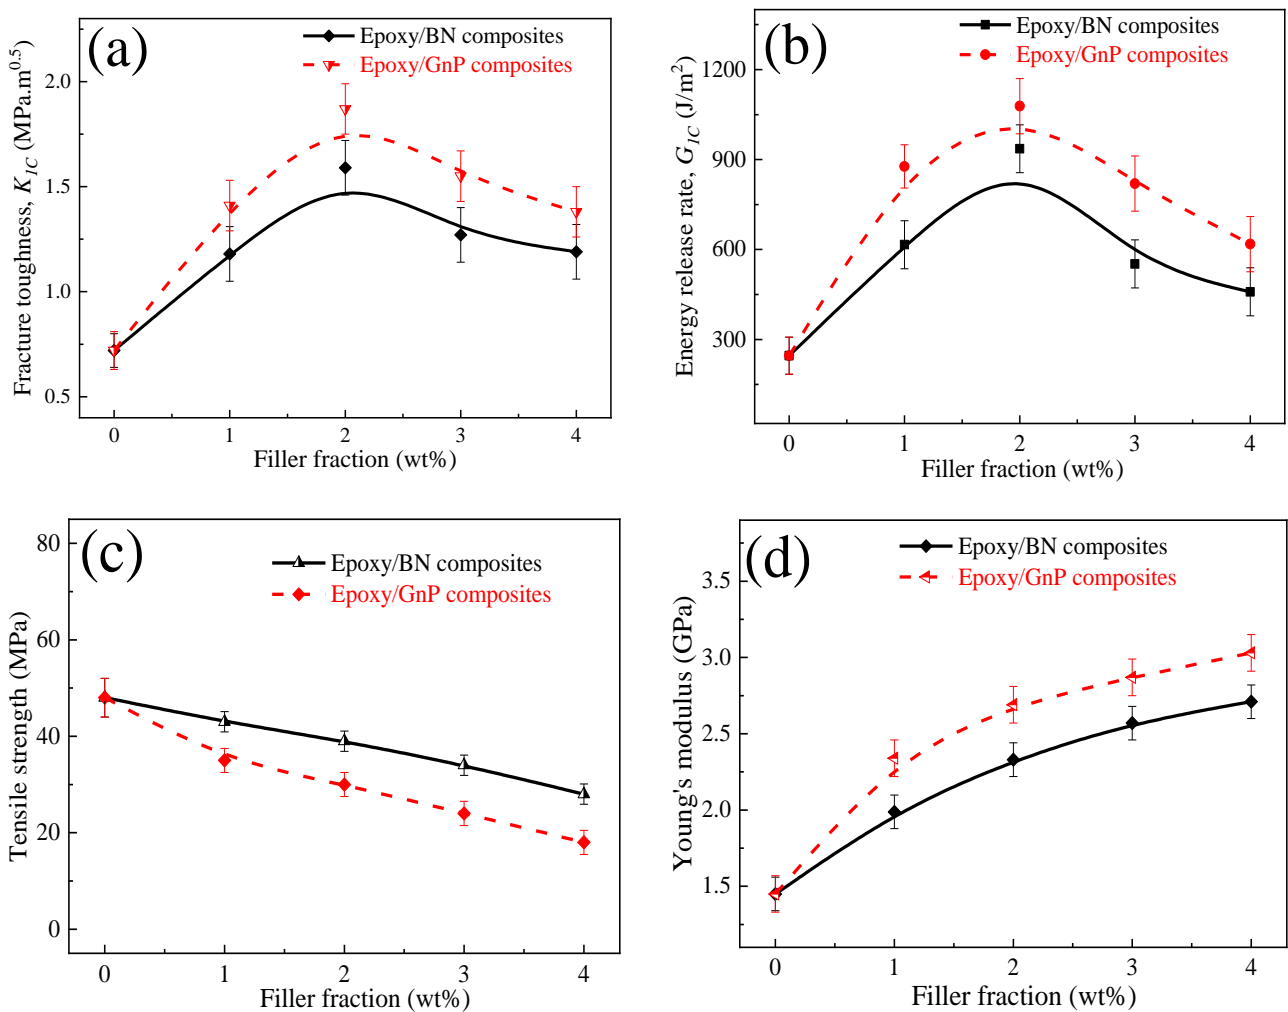 (a)
Epoxy/BN composites
Epoxy/GnP composites
Fracture toughness, K_IC (MPa.m^0.5)
2.0
1.5
1.0
0.5
0 1 2 3 4
Filler fraction (wt%)
(b)
Epoxy/BN composites
Epoxy/GnP composites
Energy release rate, G_IC (J/m^2)
1200
900
600
300
0 1 2 3 4
Filler fraction (wt%)
(c)
Epoxy/BN composites
Epoxy/GnP composites
Tensile strength (MPa)
80
60
40
20
0
0 1 2 3 4
Filler fraction (wt%)
(d)
Epoxy/BN composites
Epoxy/GnP composites
Young's modulus (GPa)
3.5
3.0
2.5
2.0
1.5
0 1 2 3 4
Filler fraction (wt%)